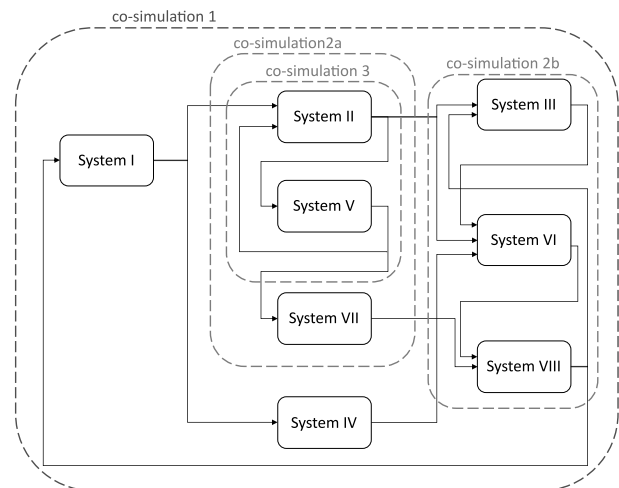 co-simulation 1
co-simulation2a
co-simulation 3
co-simulation 2b
System I
System II
System III
System V
System VI
System VII
System VIII
System IV